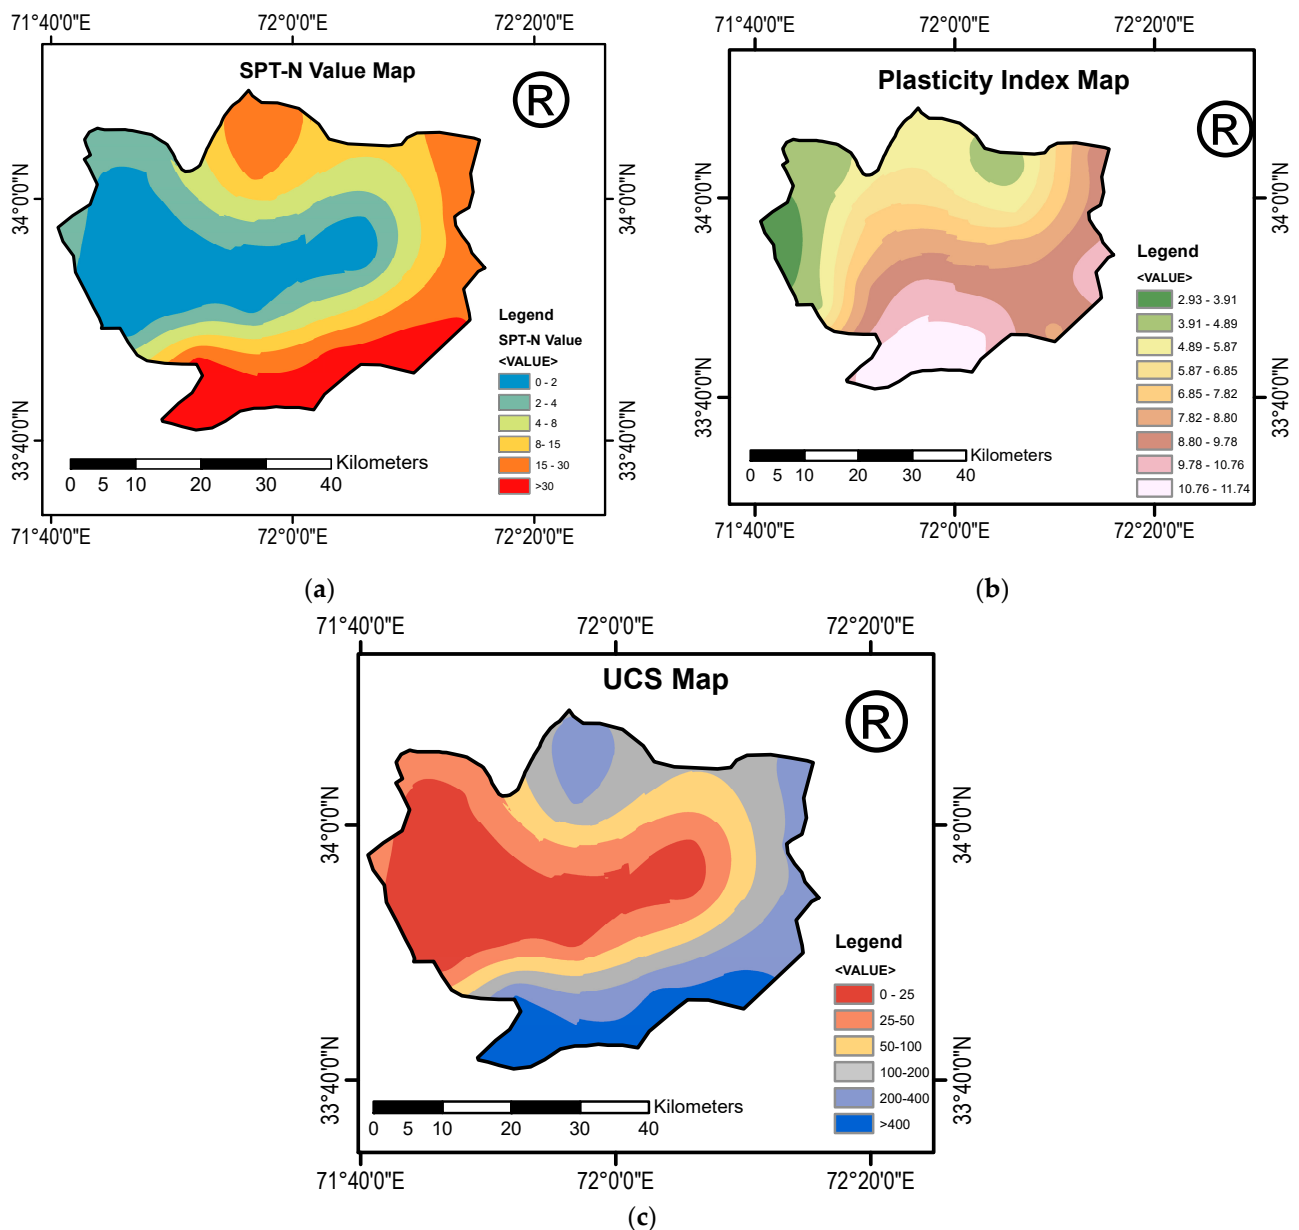 71°40'0"E 72°0'0"E 72°20'0"E
SPT-N Value Map
®
34°0'0"N
34°0'0"N
33°40'0"N
33°40'0"N
Legend
SPT-N Value
<VALUE>
0 - 2
2 - 4
4 - 8
8- 15
15 - 30
>30
Kilometers
0 5 10 20 30 40
71°40'0"E 72°0'0"E 72°20'0"E
(a)
71°40'0"E 72°0'0"E 72°20'0"E
Plasticity Index Map
®
34°0'0"N
34°0'0"N
33°40'0"N
33°40'0"N
Legend
<VALUE>
2.93 - 3.91
3.91 - 4.89
4.89 - 5.87
5.87 - 6.85
6.85 - 7.82
7.82 - 8.80
8.80 - 9.78
9.78 - 10.76
10.76 - 11.74
Kilometers
0 5 10 20 30 40
71°40'0"E 72°0'0"E 72°20'0"E
(b)
71°40'0"E 72°0'0"E 72°20'0"E
UCS Map
®
34°0'0"N
34°0'0"N
33°40'0"N
33°40'0"N
Legend
<VALUE>
0 - 25
25-50
50-100
100-200
200-400
>400
Kilometers
0 5 10 20 30 40
71°40'0"E 72°0'0"E 72°20'0"E
(c)